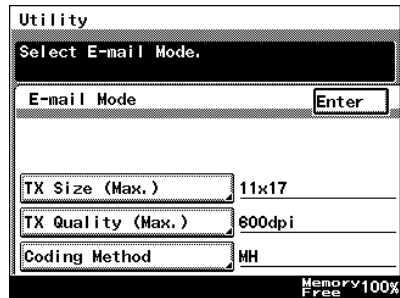 Utility
Select E-mail Mode.
E-mail Mode
Enter
TX Size (Max.) 11x17
TX Quality (Max.) 600dpi
Coding Method MH
Memory Free 100%